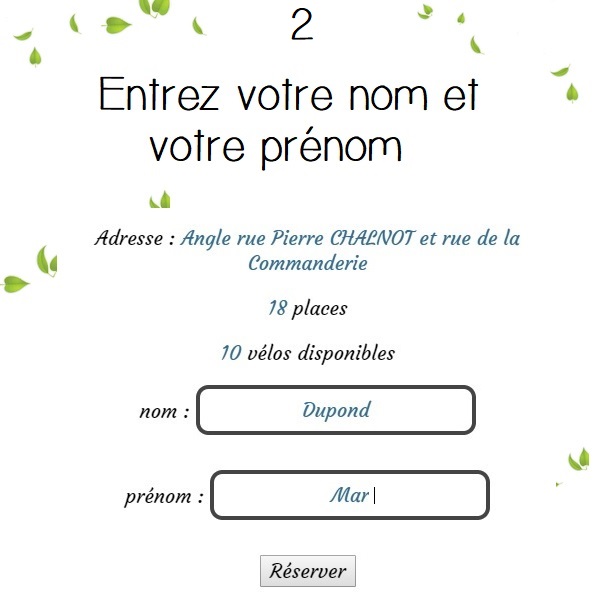 2
Entrez votre nom et
votre prénom
Adresse : Angle rue Pierre CHALNOT et rue de la
Commanderie
18 places
10 vélos disponibles
nom : Dupond
prénom : Mar
Réserver